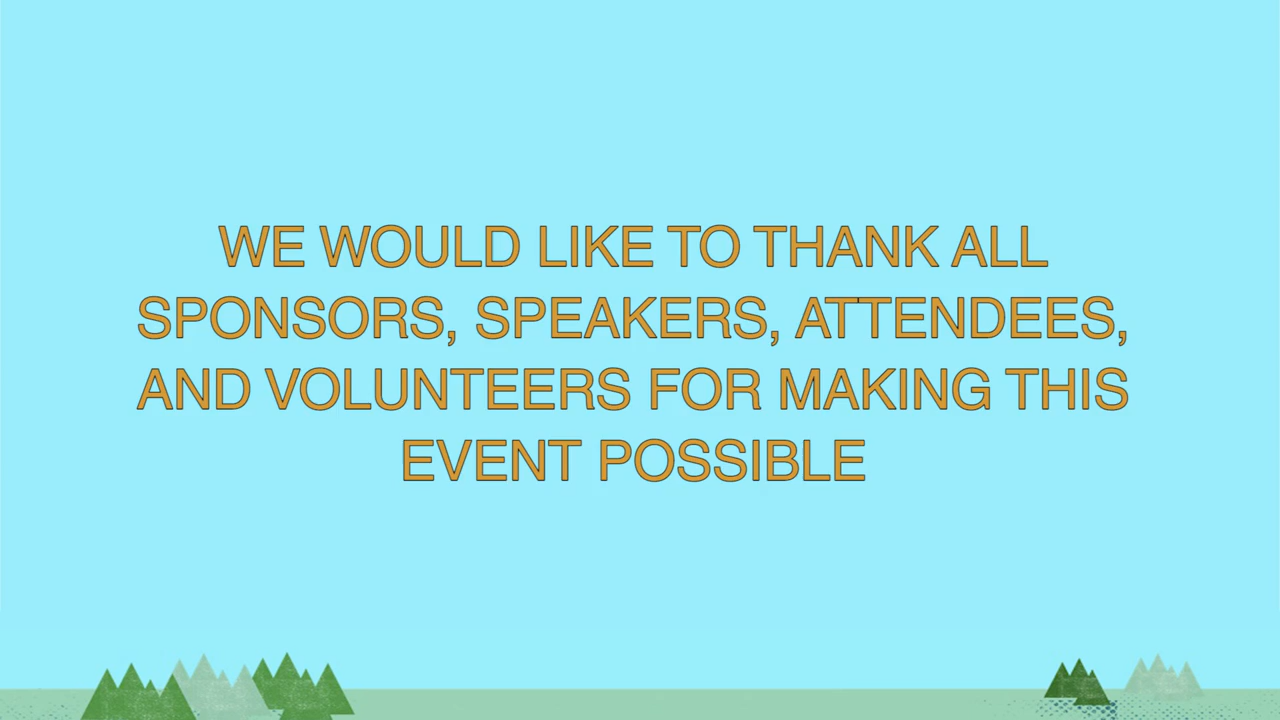 WE WOULD LIKE TO THANK ALL
SPONSORS, SPEAKERS, ATTENDEES,
AND VOLUNTEERS FOR MAKING THIS
EVENT POSSIBLE